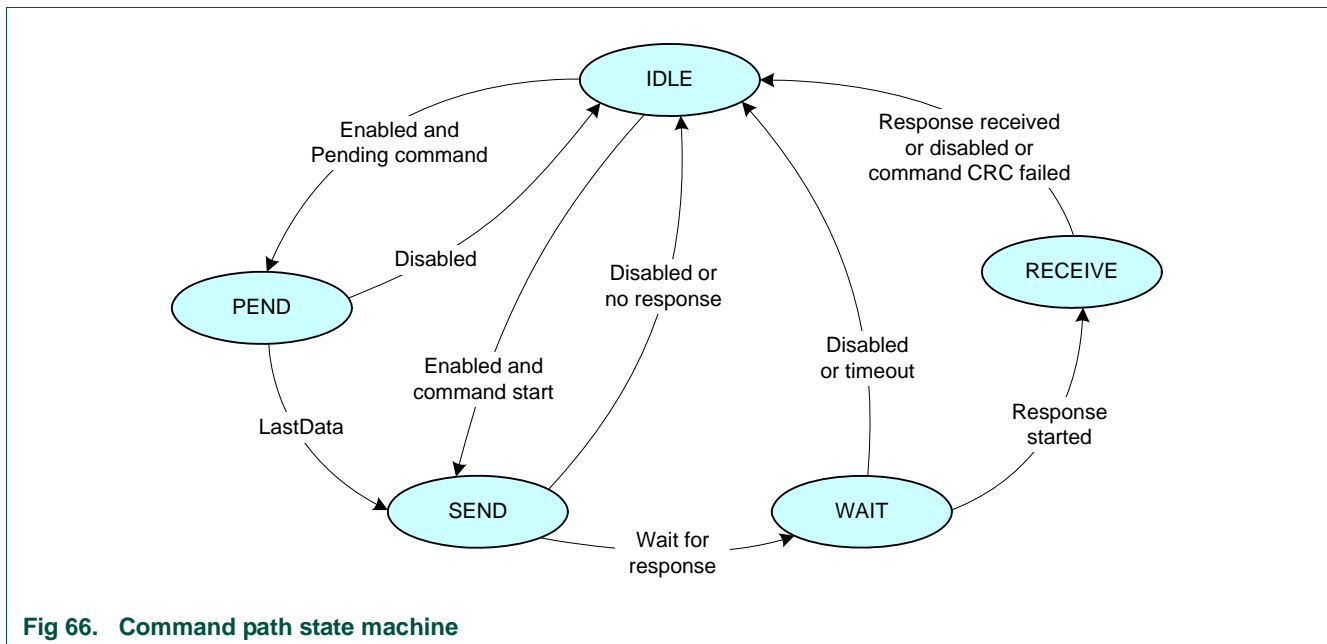 IDLE
Enabled and
Pending command
Response received
or disabled or
command CRC failed
Disabled
Disabled or
no response
RECEIVE
PEND
Enabled and
command start
Disabled
or timeout
Response
started
LastData
SEND
WAIT
Wait for
response
Fig 66. Command path state machine